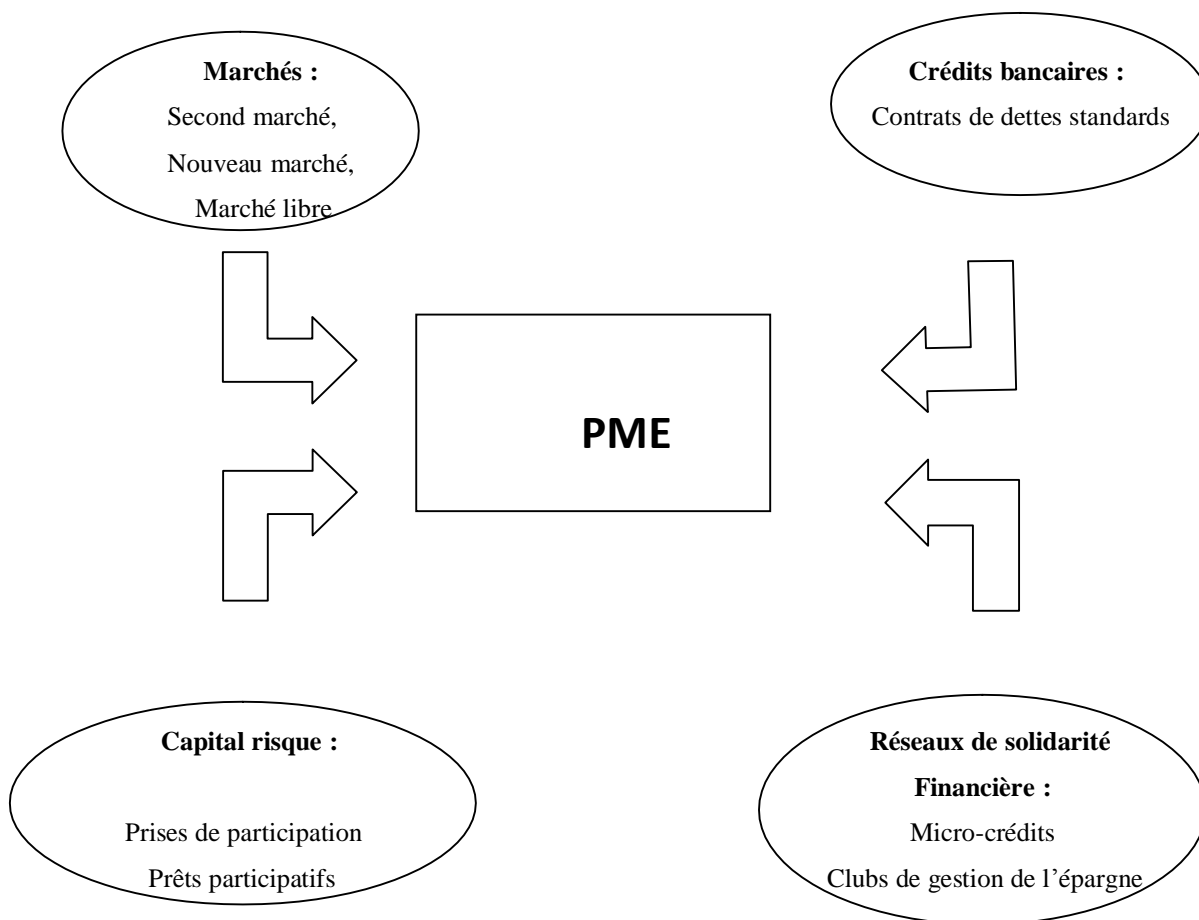 Marchés :
Second marché,
Nouveau marché,
Marché libre
Crédits bancaires :
Contrats de dettes standards
PME
Capital risque :
Prises de participation
Prêts participatifs
Réseaux de solidarité
Financière :
Micro-crédits
Clubs de gestion de l’épargne